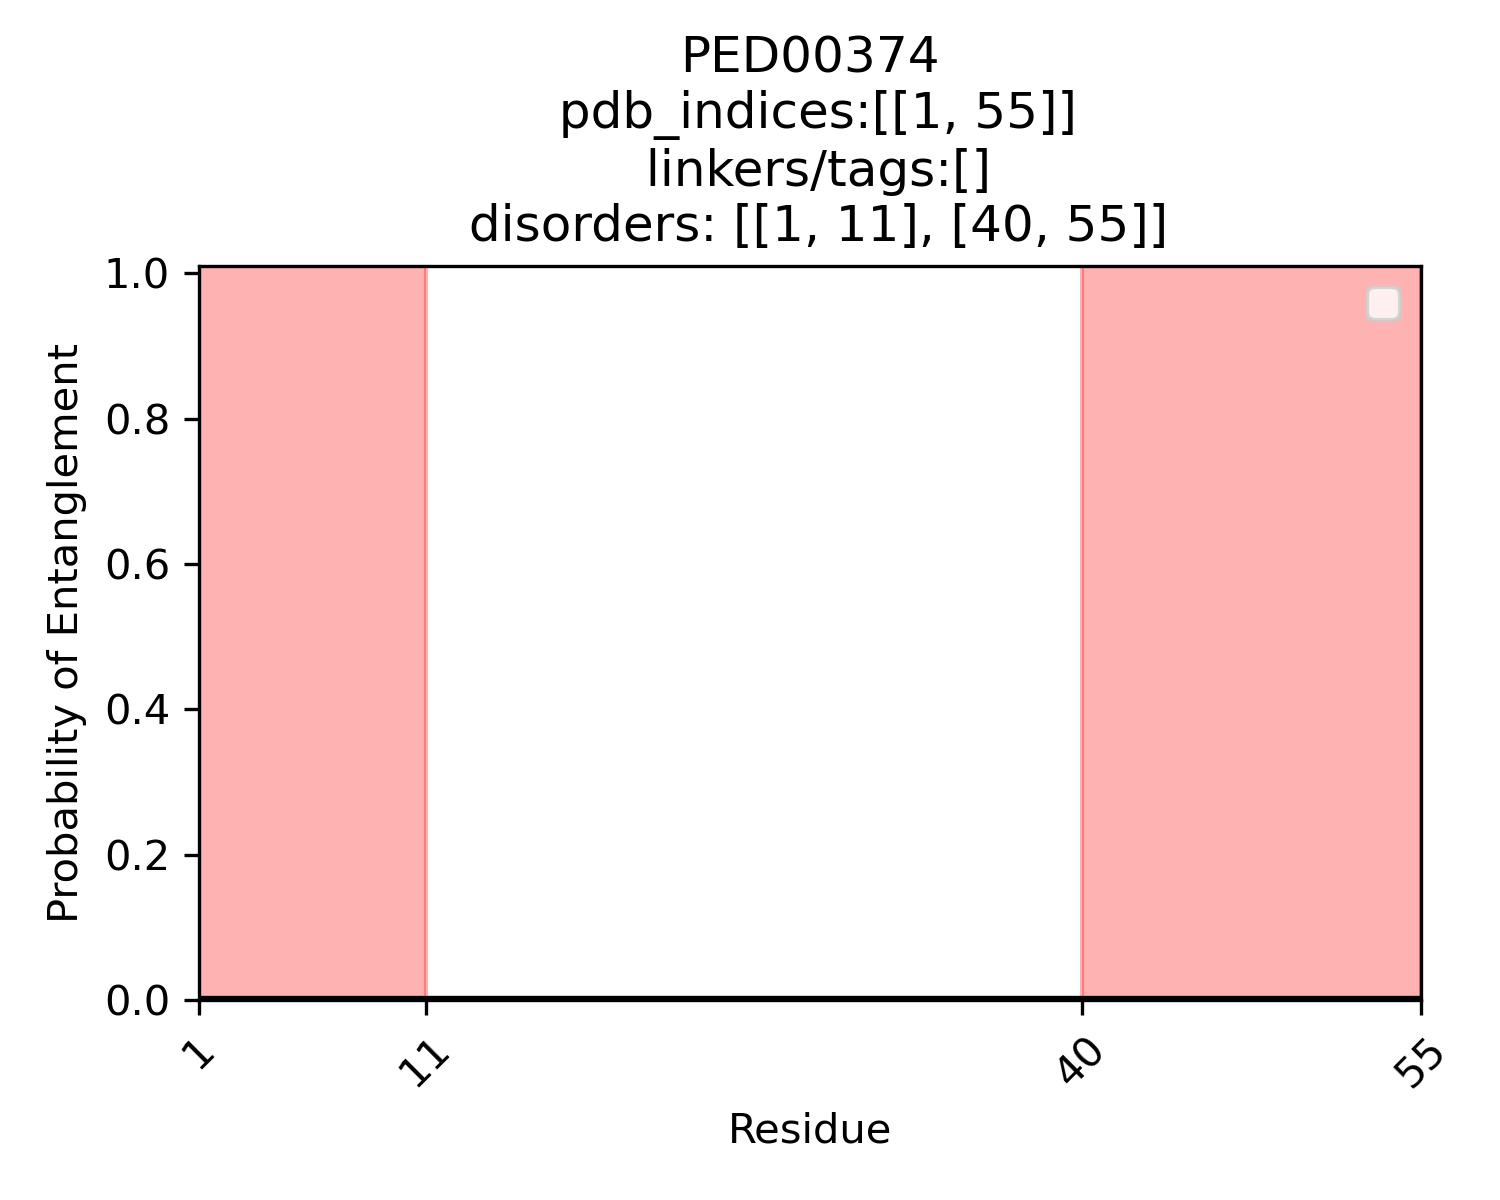 PED00374
pdb_indices:[[1, 55]]
linkers/tags:[]
disorders: [[1, 11], [40, 55]]
1.0
0.8
0.6
0.4
0.2
0.0
Probability of Entanglement
1
11
40
55
Residue